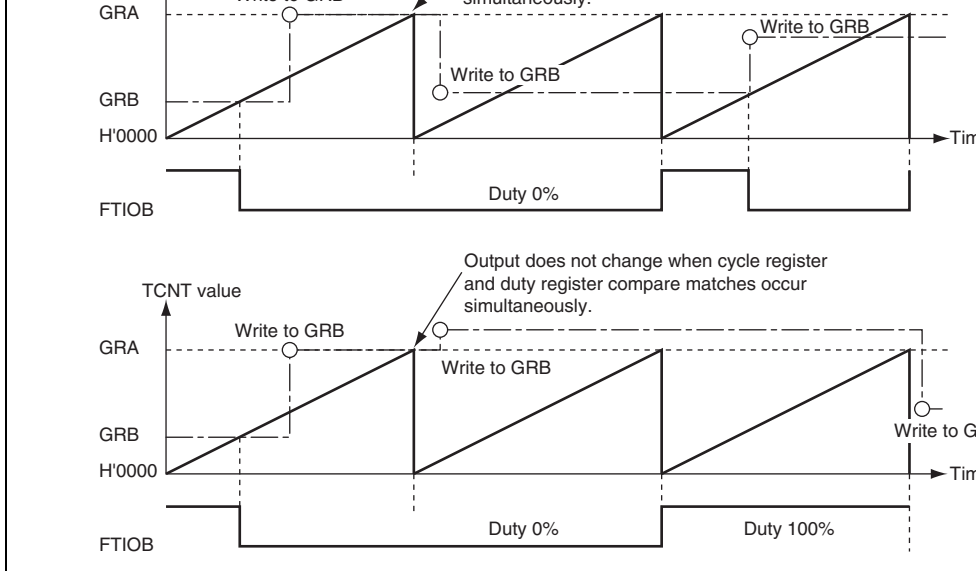 simultaneously.
GRA
Write to GRB
Write to GRB
GRB
H'0000
Duty 0%
FTIOB
Output does not change when cycle register
and duty register compare matches occur
simultaneously.
TCNT value
Write to GRB
GRA
Write to GRB
GRB
Write to
H'0000
Duty 0%
Duty 100%
FTIOB